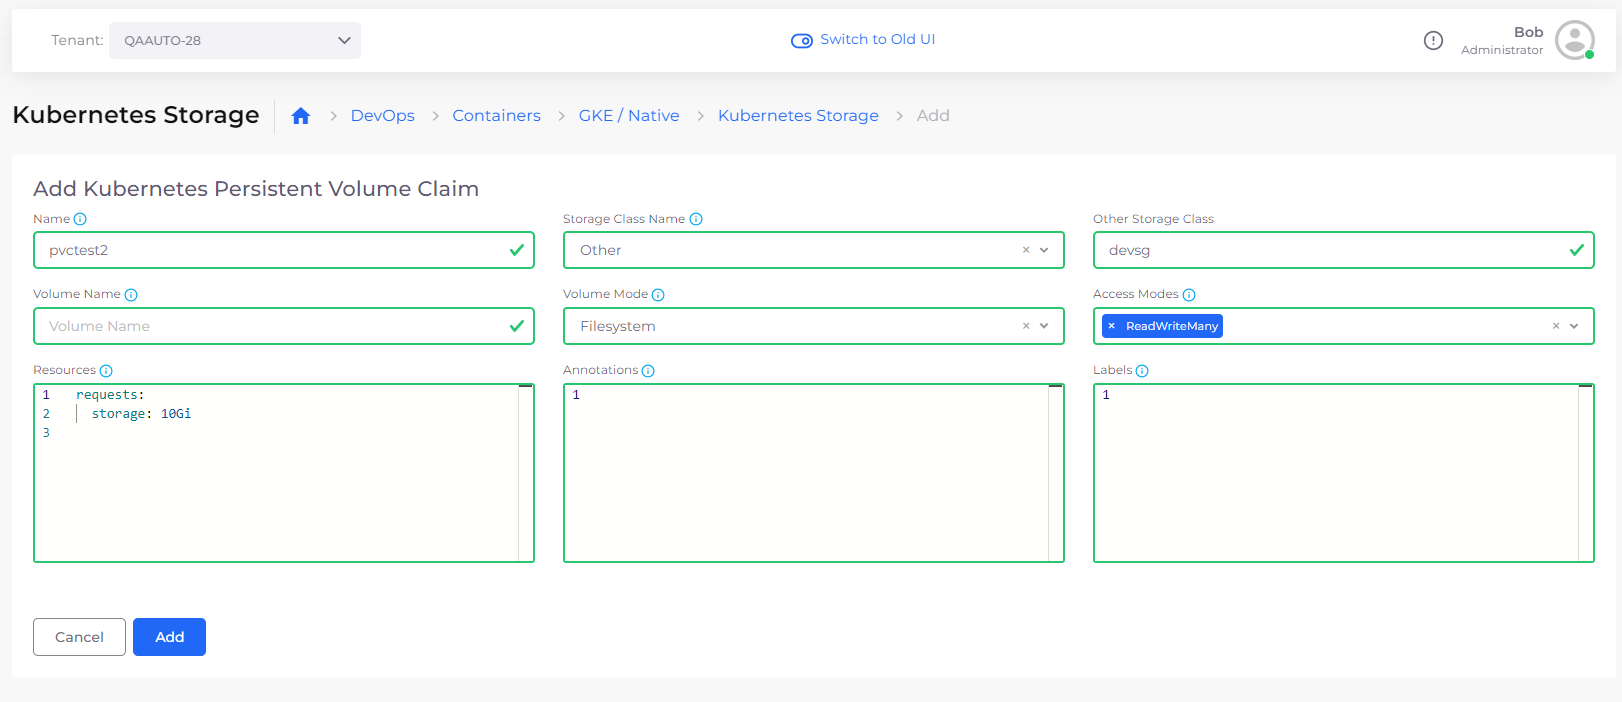 Tenant: QAAUTO-28
Switch to Old UI
Bob
Administrator
Kubernetes Storage
DevOps > Containers > GKE / Native > Kubernetes Storage > Add
Add Kubernetes Persistent Volume Claim
Name
Storage Class Name
Other Storage Class
pvctest2
Other
devsg
Volume Name
Volume Mode
Access Modes
Volume Name
Filesystem
× ReadWriteMany
Resources
Annotations
Labels
1 requests:
2 storage: 10Gi
3
1
1
Cancel
Add